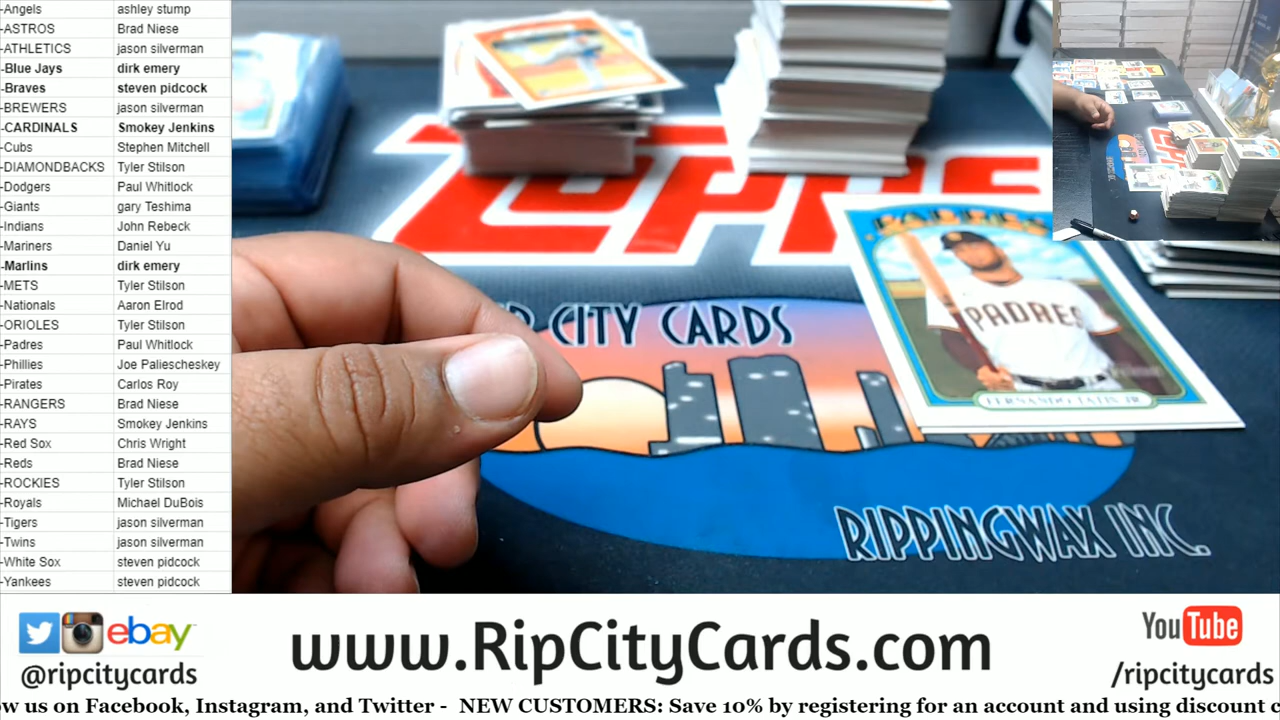 -Angels ashley stump
-ASTROS Brad Niese
-ATHLETICS jason silverman
-Blue Jays dirk emery
-Braves steven pidcock
-BREWERS jason silverman
-CARDINALS Smokey Jenkins
-Cubs Stephen Mitchell
-DIAMONDBACKS Tyler Stilson
-Dodgers Paul Whitlock
-Giants gary Teshima
-Indians John Rebeck
-Mariners Daniel Yu
-Marlins dirk emery
-METS Tyler Stilson
-Nationals Aaron Elrod
-ORIOLES Tyler Stilson
-Padres Paul Whitlock
-Phillies Joe Paliescheskey
-Pirates Carlos Roy
-RANGERS Brad Niese
-RAYS Smokey Jenkins
-Red Sox Chris Wright
-Reds Brad Niese
-ROCKIES Tyler Stilson
-Royals Michael DuBois
-Tigers jason silverman
-Twins jason silverman
-White Sox steven pidcock
-Yankees steven pidcock
TOPPS
CITY CARDS
PADRES
PADRES
FERNANDO TATIS JR.
RIPPINGWAX INC.
ebay
@ripcitycards
www.RipCityCards.com
YouTube
/ripcitycards
ow us on Facebook, Instagram, and Twitter - NEW CUSTOMERS: Save 10% by registering for an account and using discount c